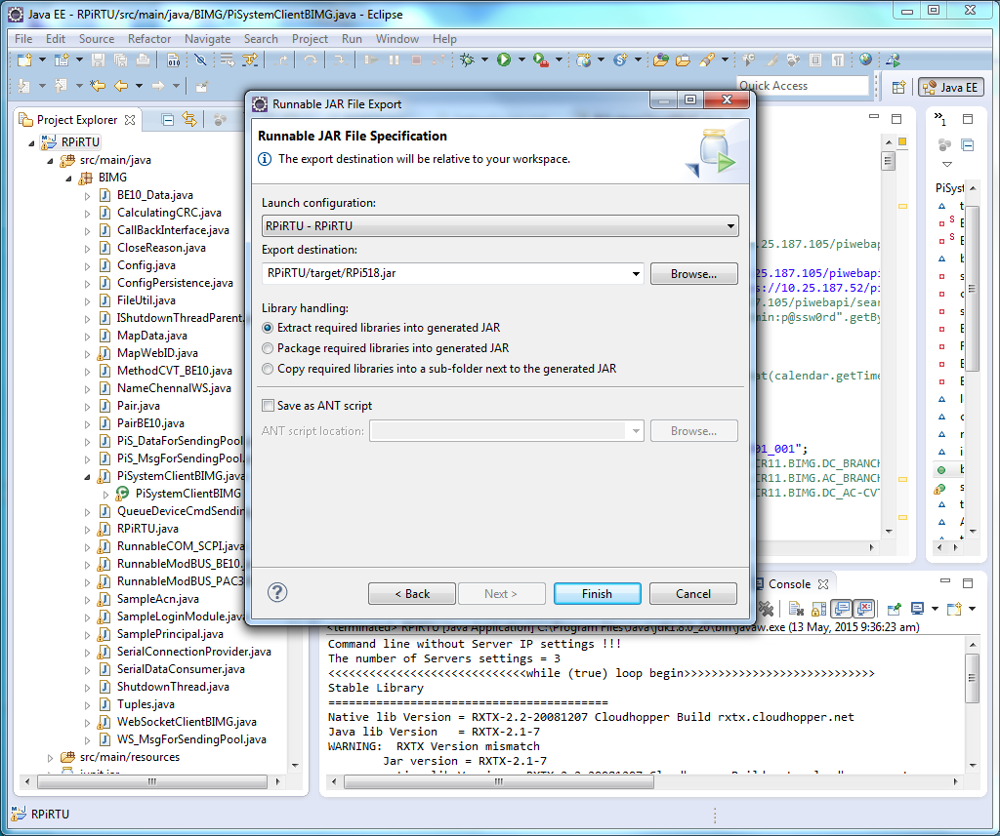 Java EE - RPiRTU/src/main/java/BIMG/PiSystemClientBIMG.java - Eclipse
File Edit Source Refactor Navigate Search Project Run Window Help
Quick Access
Java EE
Project Explorer
RPiRTU
src/main/java
BIMG
BE10_Data.java
CalculatingCRC.java
CallBackInterface.java
CloseReason.java
Config.java
ConfigPersistence.java
FileUtil.java
IShutdownThreadParent.
MapData.java
MapWebID.java
MethodCVT_BE10.java
NameChennalWS.java
Pair.java
PairBE10.java
PiS_DataForSendingPool
PiS_MsgForSendingPool.
PiSystemClientBIMG.java
PiSystemClientBIMG
QueueDeviceCmdSendin
RPiRTU.java
RunnableCOM_SCPI.java
RunnableModBUS_BE10.
RunnableModBUS_PAC3
SampleAcn.java
SampleLoginModule.java
SamplePrincipal.java
SerialConnectionProvider.java
SerialDataConsumer.java
ShutdownThread.java
Tuples.java
WebSocketClientBIMG.java
WS_MsgForSendingPool.java
src/main/resources
junit.jar
RPiRTU
Runnable JAR File Export
Runnable JAR File Specification
The export destination will be relative to your workspace.
Launch configuration:
RPiRTU - RPiRTU
Export destination:
RPiRTU/target/RPi518.jar
Browse...
Library handling:
Extract required libraries into generated JAR
Package required libraries into generated JAR
Copy required libraries into a sub-folder next to the generated JAR
Save as ANT script
ANT script location:
Browse...
< Back
Next >
Finish
Cancel
.25.187.105/piwebapi
.25.187.105/piwebapi
s://10.25.187.52/pi
7.105/piwebapi/sear
min:p@ssw0rd".getBy
at(calendar.getTime
01_001";
IR11.BIMG.DC_BRANCH
IR11.BIMG.AC_BRANCH
IR11.BIMG.DC_AC-CVT
1
PiSyst
Console
<terminated> RPiRTU [Java Application] C:\Program Files\Java\jdk1.8.0_20\bin\javaw.exe (13 May, 2015 9:36:23 am)
Command line without Server IP settings !!!
The number of Servers settings = 3
<<<<<<<<<<<<<<<<<<<<<<<<<<<<<while (true) loop begin>>>>>>>>>>>>>>>>>>>>>>>>>>>>
Stable Library
=========================================
Native lib Version = RXTX-2.2-20081207 Cloudhopper Build rxtx.cloudhopper.net
Java lib Version = RXTX-2.1-7
WARNING: RXTX Version mismatch
Jar version = RXTX-2.1-7